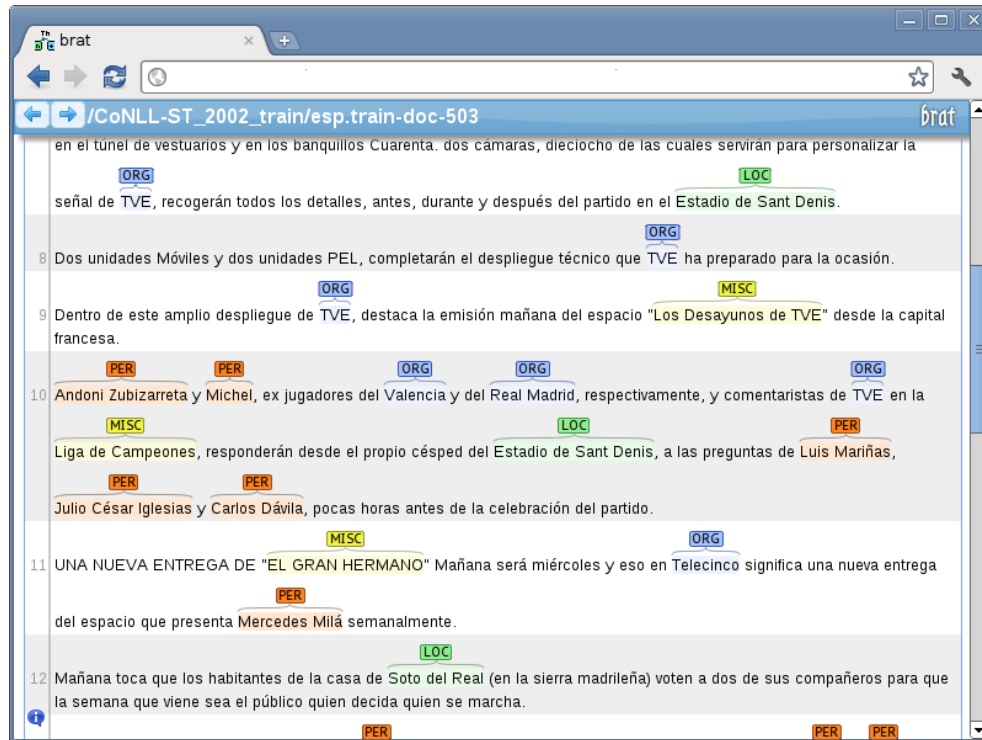 brat
/CoNLL-ST_2002_train/esp.train-doc-503
brat
en el túnel de vestuarios y en los banquillos Cuarenta. dos cámaras, dieciocho de las cuales servirán para personalizar la
ORG LOC
señal de TVE, recogerán todos los detalles, antes, durante y después del partido en el Estadio de Sant Denis.
ORG
8 Dos unidades Móviles y dos unidades PEL, completarán el despliegue técnico que TVE ha preparado para la ocasión.
ORG MISC
9 Dentro de este amplio despliegue de TVE, destaca la emisión mañana del espacio "Los Desayunos de TVE" desde la capital
francesa.
PER PER ORG ORG ORG
10 Andoni Zubizarreta y Michel, ex jugadores del Valencia y del Real Madrid, respectivamente, y comentaristas de TVE en la
MISC LOC PER
Liga de Campeones, responderán desde el propio césped del Estadio de Sant Denis, a las preguntas de Luis Mariñas,
PER PER
Julio César Iglesias y Carlos Dávila, pocas horas antes de la celebración del partido.
MISC ORG
11 UNA NUEVA ENTREGA DE "EL GRAN HERMANO" Mañana será miércoles y eso en Telecinco significa una nueva entrega
PER
del espacio que presenta Mercedes Milá semanalmente.
LOC
12 Mañana toca que los habitantes de la casa de Soto del Real (en la sierra madrileña) voten a dos de sus compañeros para que
la semana que viene sea el público quien decida quien se marcha.
PER PER PER